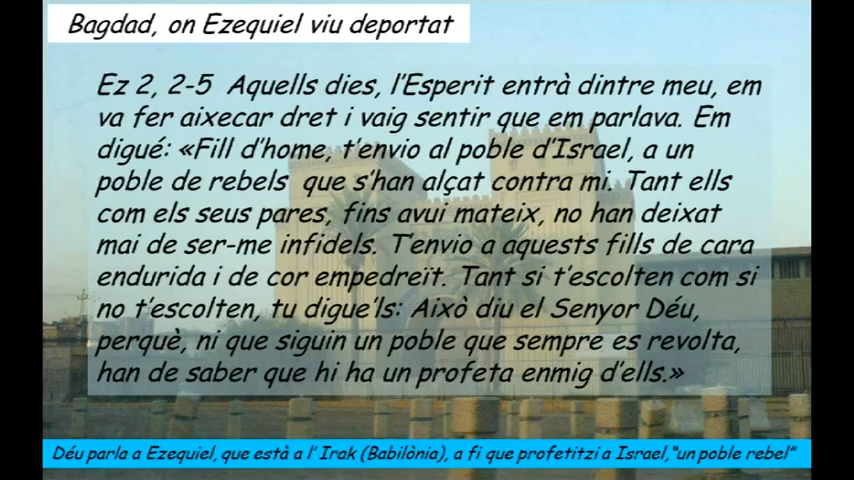 Bagdad, on Ezequiel viu deportat
Ez 2, 2-5 Aquells dies, l'Esperit entrà dintre meu, em
va fer aixecar dret i vaig sentir que em parlava. Em
digué: «Fill d'home, t'envio al poble d'Israel, a un
poble de rebels que s'han alçat contra mi. Tant ells
com els seus pares, fins avui mateix, no han deixat
mai de ser-me infidels. T'envio a aquests fills de cara
endurida i de cor empedreït. Tant si t'escolten com si
no t'escolten, tu digue'ls: Això diu el Senyor Déu,
perquè, ni que siguin un poble que sempre es revolta,
han de saber que hi ha un profeta enmig d'ells.»
Déu parla a Ezequiel, que està a l' Irak (Babilònia), a fi que profetitzi a Israel,"un poble rebel"